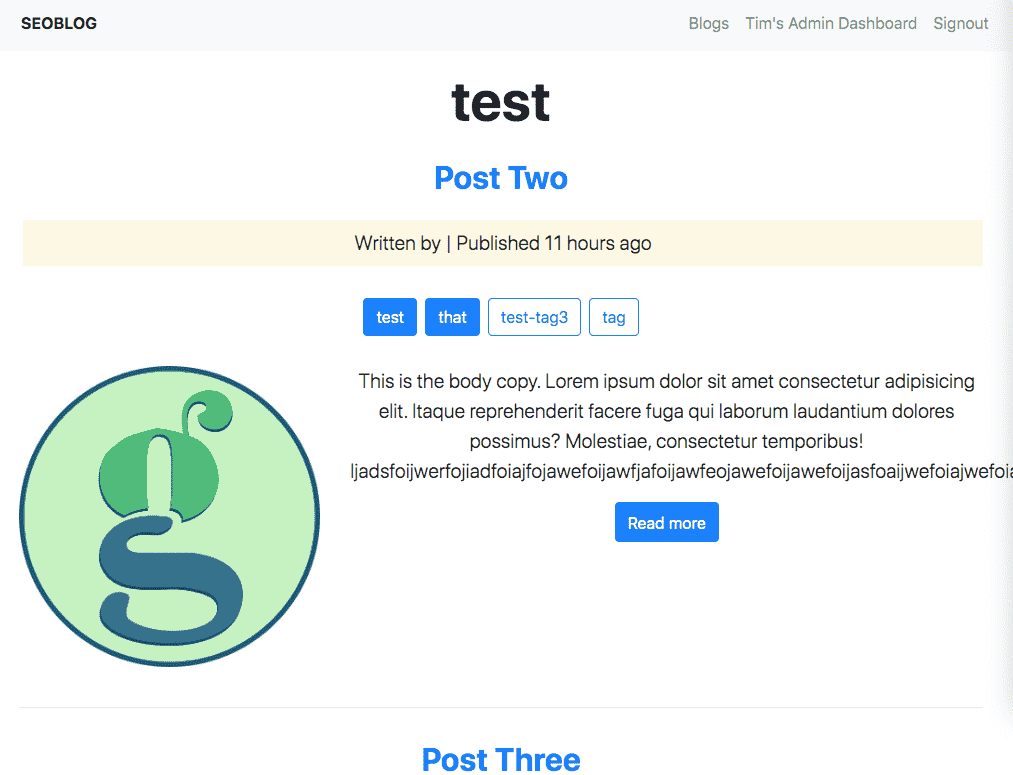 SEOBLOG Blogs Tim's Admin Dashboard Signout
test
Post Two
Written by | Published 11 hours ago
test that test-tag3 tag
This is the body copy. Lorem ipsum dolor sit amet consectetur adipisicing
elit. Itaque reprehenderit facere fuga qui laborum laudantium dolores
possimus? Molestiae, consectetur temporibus!
Read more
g
Post Three